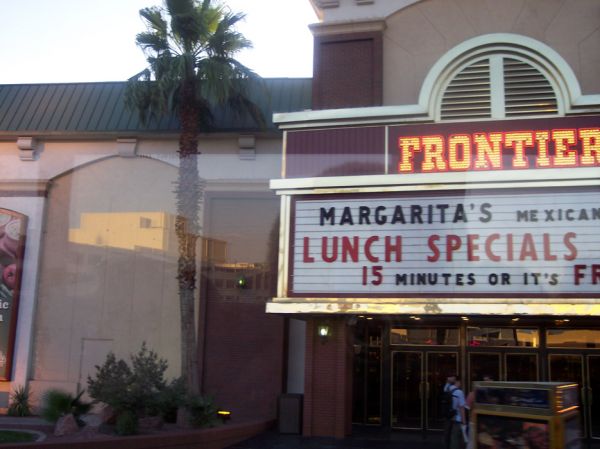 FRONTIER
MARGARITA'S MEXICAN
LUNCH SPECIALS
15 MINUTES OR IT'S FR